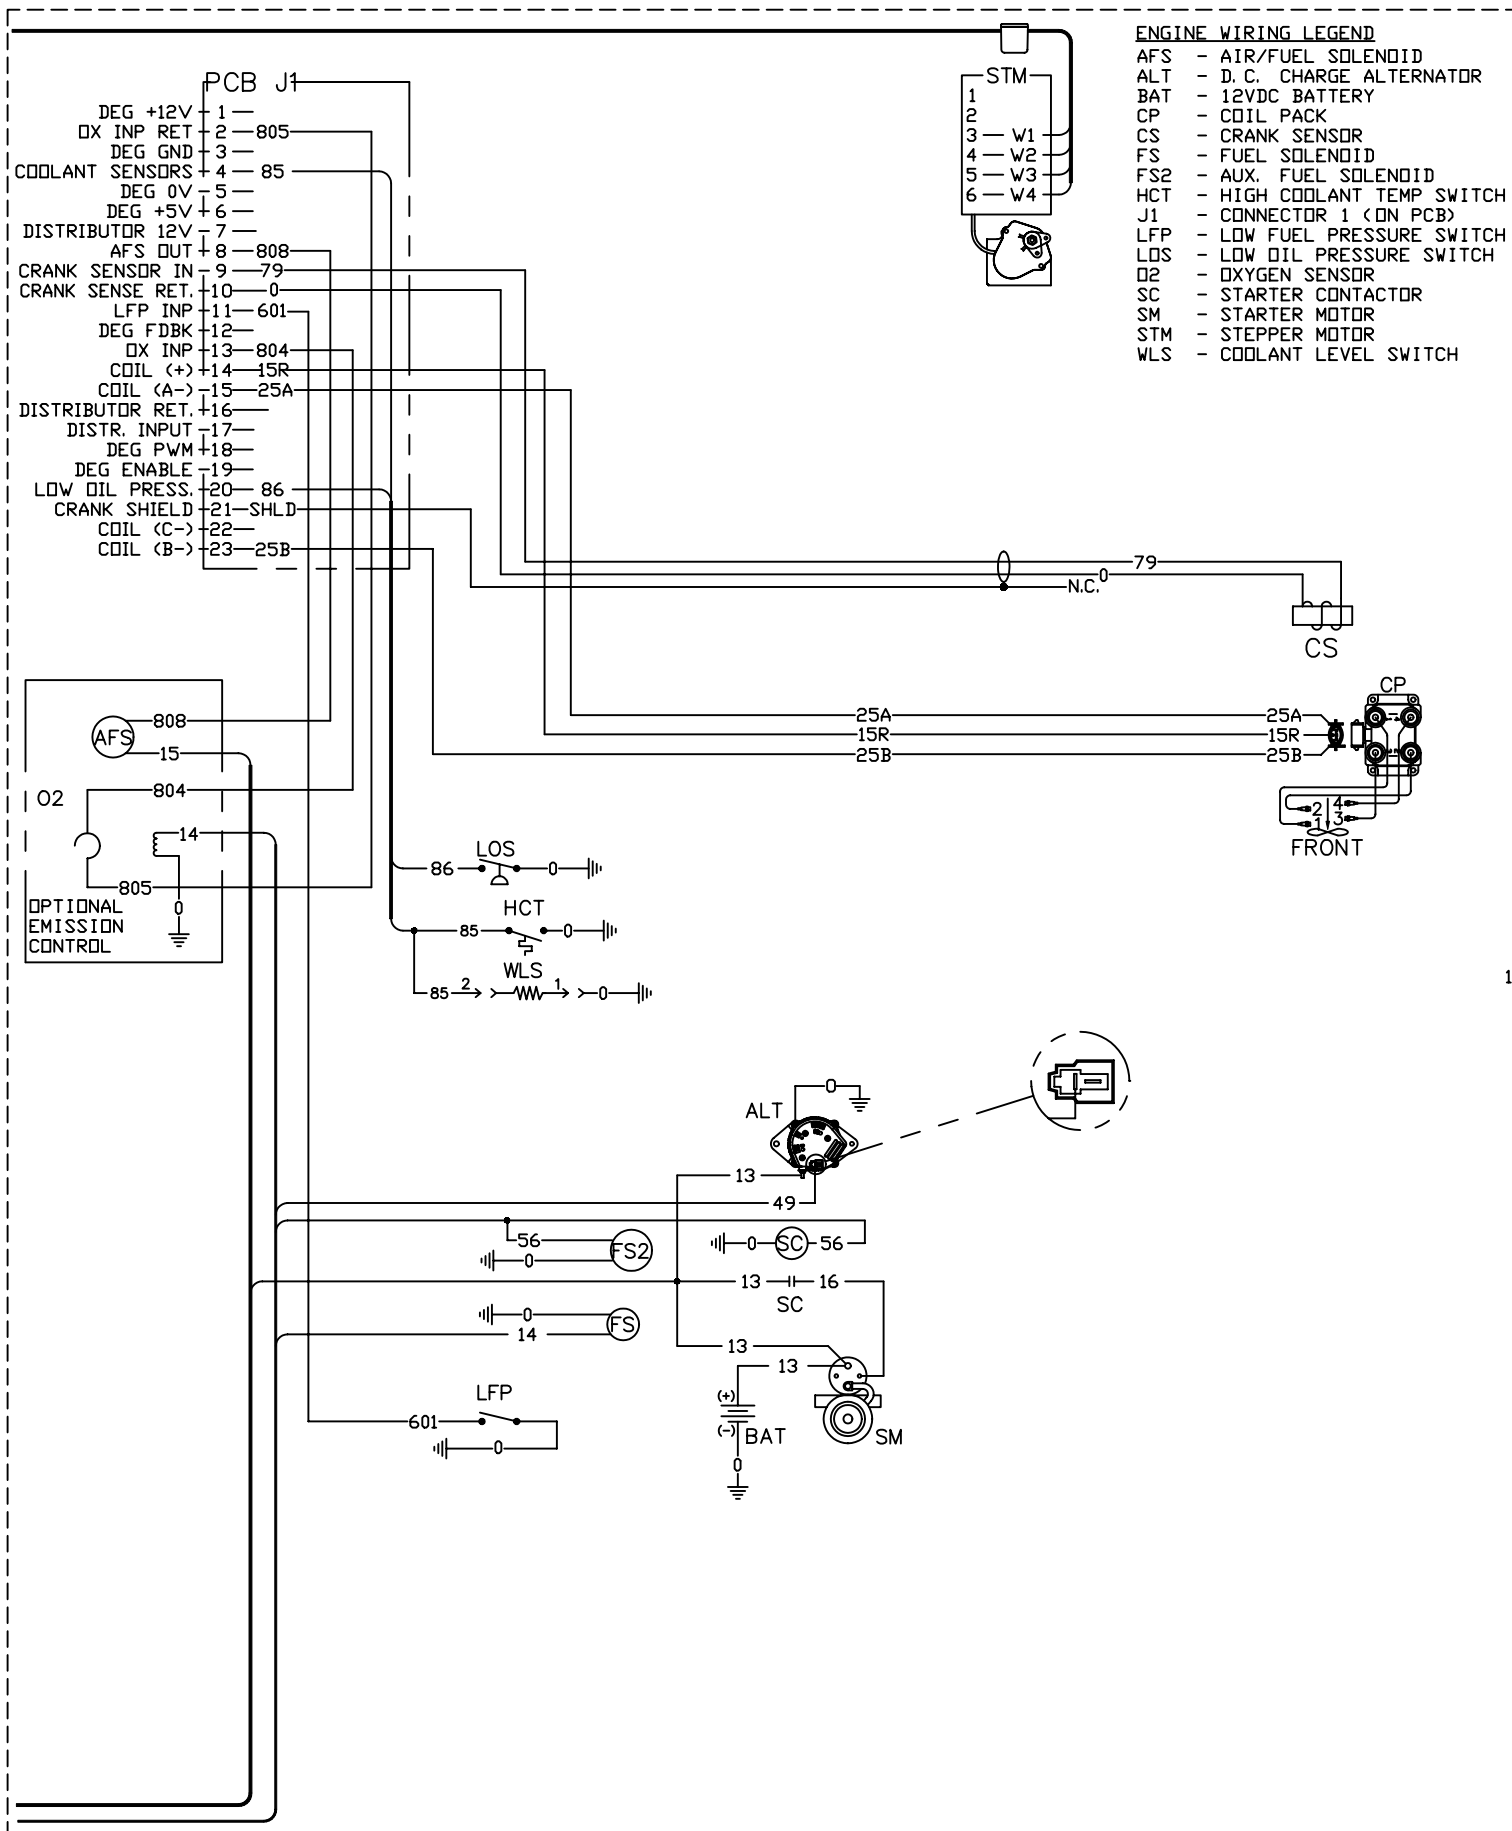 ENGINE WIRING LEGEND
AFS - AIR/FUEL SOLENOID
ALT - D.C. CHARGE ALTERNATOR
BAT - 12VDC BATTERY
CP - COIL PACK
CS - CRANK SENSOR
FS - FUEL SOLENOID
FS2 - AUX. FUEL SOLENOID
HCT - HIGH COOLANT TEMP SWITCH
J1 - CONNECTOR 1 (ON PCB)
LFP - LOW FUEL PRESSURE SWITCH
LOS - LOW OIL PRESSURE SWITCH
O2 - OXYGEN SENSOR
SC - STARTER CONTACTOR
SM - STARTER MOTOR
STM - STEPPER MOTOR
WLS - COOLANT LEVEL SWITCH
STM
1
2
3 W1
4 W2
5 W3
6 W4
PCB J1
DEG +12V 1
OX INP RET 2 805
DEG GND 3
COOLANT SENSORS 4 85
DEG 0V 5
DEG +5V 6
DISTRIBUTOR 12V 7
AFS OUT 8 808
CRANK SENSOR IN 9 79
CRANK SENSE RET. 10 0
LFP INP 11 601
DEG FDBK 12
OX INP 13 804
COIL (+) 14 15R
COIL (A-) 15 25A
DISTRIBUTOR RET. 16
DISTR. INPUT 17
DEG PWM 18
DEG ENABLE 19
LOW OIL PRESS. 20 86
CRANK SHIELD 21 SHLD
COIL (C-) 22
COIL (B-) 23 25B
79
0
N.C.
CS
CP
25A 25A
15R 15R
25B 25B
2 4
1 3
FRONT
808
AFS
15
O2
804
14
805
0
OPTIONAL
EMISSION
CONTROL
LOS
86 0
HCT
85 0
WLS
85 2 1 0
1
0
ALT
13
49
56
FS2
0
0 SC 56
13 16
SC
0
FS
14
13
13
(+)
(-)
BAT
0
SM
LFP
601
0